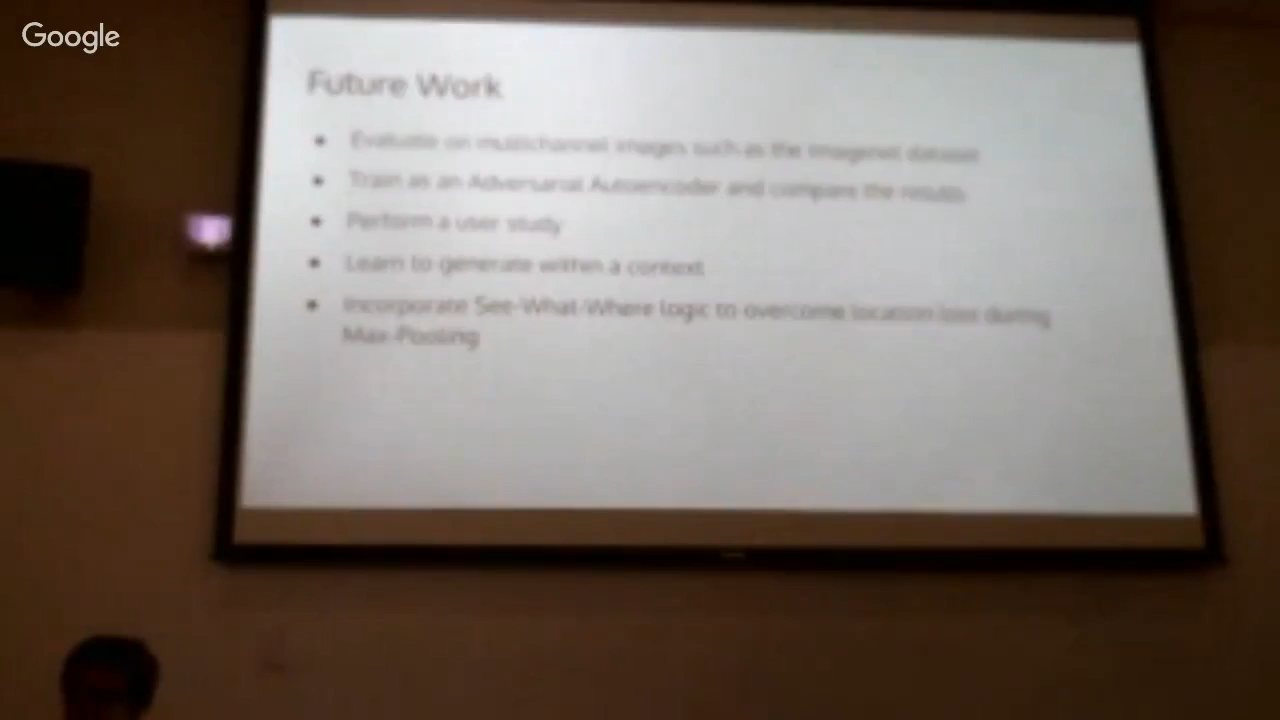 Google
Future Work
• Evaluate on multichannel images such as the Imagenet dataset
• Train as an Adversarial Autoencoder and compare the results
• Perform a user study
• Learn to generate within a context
• Incorporate See-What-Where logic to overcome location loss during
Max-Pooling